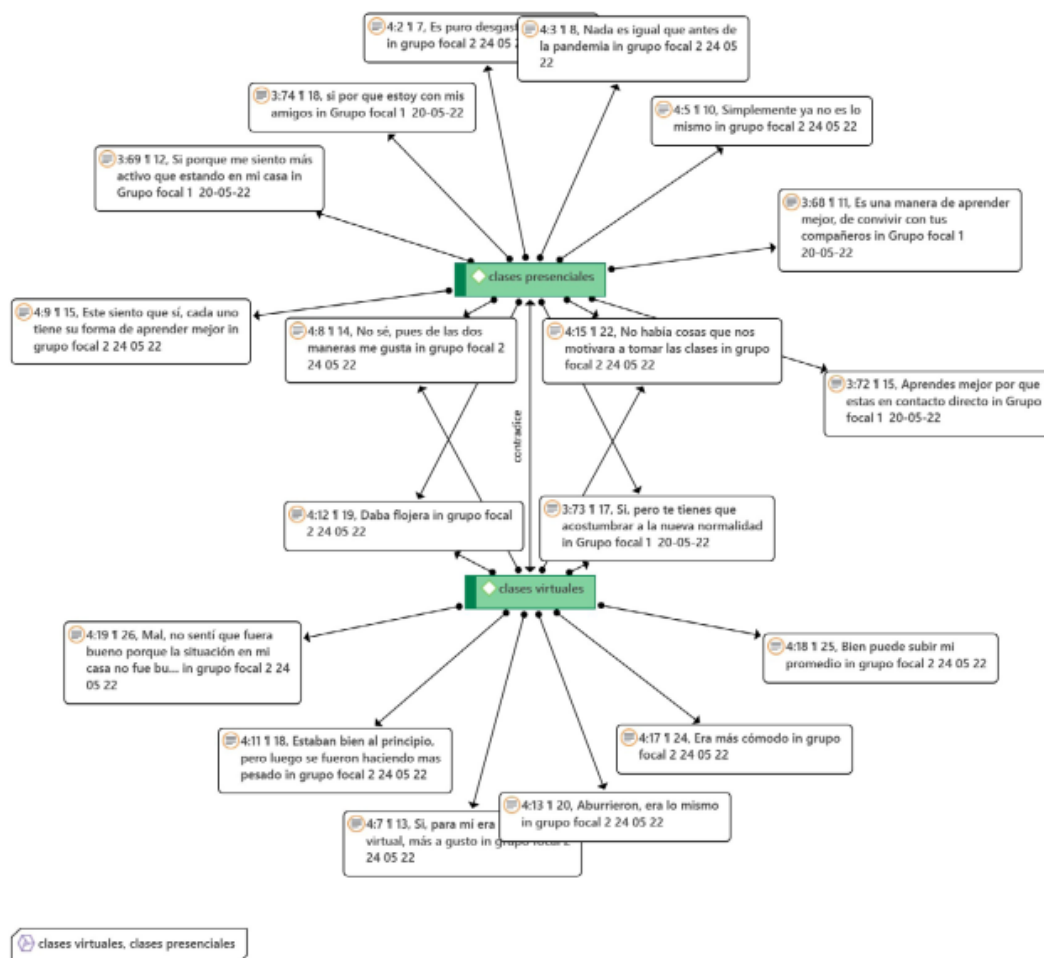 4:2 ¶ 7, Es puro desgast
in grupo focal 2 24 05 2
4:3 ¶ 8, Nada es igual que antes de
la pandemia in grupo focal 2 24 05
22
3:74 ¶ 18, si por que estoy con mis
amigos in Grupo focal 1 20-05-22
4:5 ¶ 10, Simplemente ya no es lo
mismo in grupo focal 2 24 05 22
3:69 ¶ 12, Si porque me siento más
activo que estando en mi casa in
Grupo focal 1 20-05-22
3:68 ¶ 11, Es una manera de aprender
mejor, de convivir con tus
compañeros in Grupo focal 1
20-05-22
clases presenciales
4:9 ¶ 15, Este siento que sí, cada uno
tiene su forma de aprender mejor in
grupo focal 2 24 05 22
4:8 ¶ 14, No sé, pues de las dos
maneras me gusta in grupo focal 2
24 05 22
4:15 ¶ 22, No había cosas que nos
motivara a tomar las clases in grupo
focal 2 24 05 22
3:72 ¶ 15, Aprendes mejor por que
estas en contacto directo in Grupo
focal 1 20-05-22
contradice
4:12 ¶ 19, Daba flojera in grupo focal
2 24 05 22
3:73 ¶ 17, Si, pero te tienes que
acostumbrar a la nueva normalidad
in Grupo focal 1 20-05-22
clases virtuales
4:19 ¶ 26, Mal, no sentí que fuera
bueno porque la situación en mi
casa no fue bu.... in grupo focal 2 24
05 22
4:18 ¶ 25, Bien puede subir mi
promedio in grupo focal 2 24 05 22
4:11 ¶ 18, Estaban bien al principio,
pero luego se fueron haciendo mas
pesado in grupo focal 2 24 05 22
4:17 ¶ 24, Era más cómodo in grupo
focal 2 24 05 22
4:7 ¶ 13, Si, para mí era
virtual, más a gusto in grupo focal 2
24 05 22
4:13 ¶ 20, Aburrieron, era lo mismo
in grupo focal 2 24 05 22
clases virtuales, clases presenciales